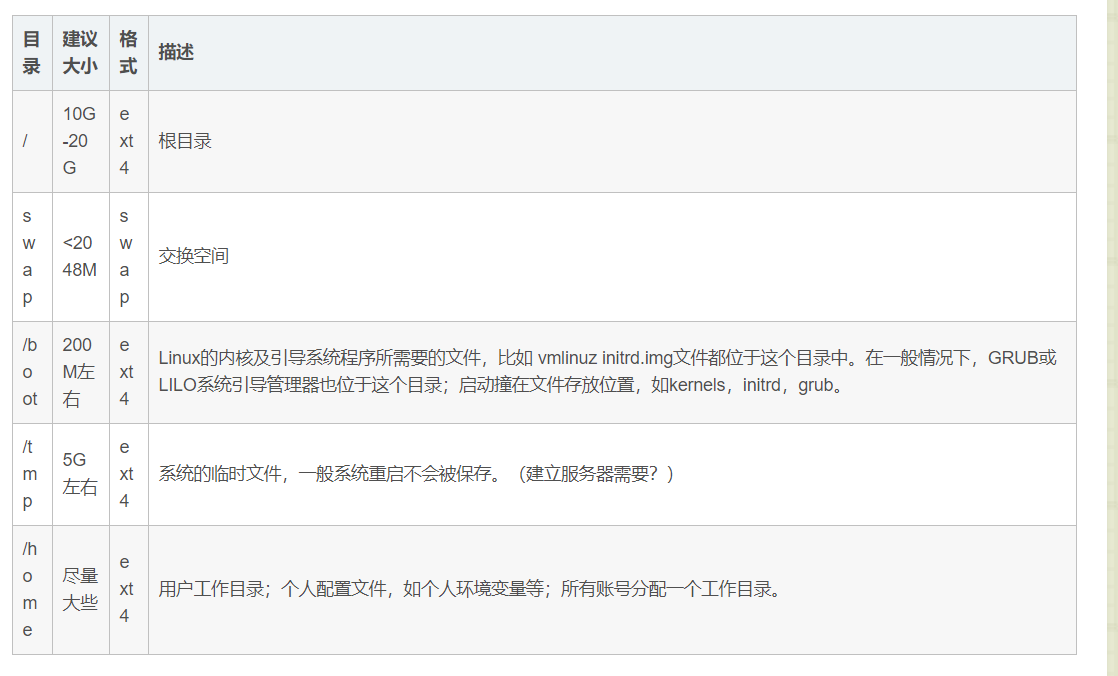 目录 建议大小 格式 描述
/ 10G-20G ext4 根目录
swap <2048M swap 交换空间
/boot 200M左右 ext4 Linux的内核及引导系统程序所需要的文件，比如 vmlinuz initrd.img文件都位于这个目录中。在一般情况下，GRUB或
LILO系统引导管理器也位于这个目录；启动撞在文件存放位置，如kernels，initrd，grub。
/tmp 5G左右 ext4 系统的临时文件，一般系统重启不会被保存。（建立服务器需要？）
/home 尽量大些 ext4 用户工作目录；个人配置文件，如个人环境变量等；所有账号分配一个工作目录。